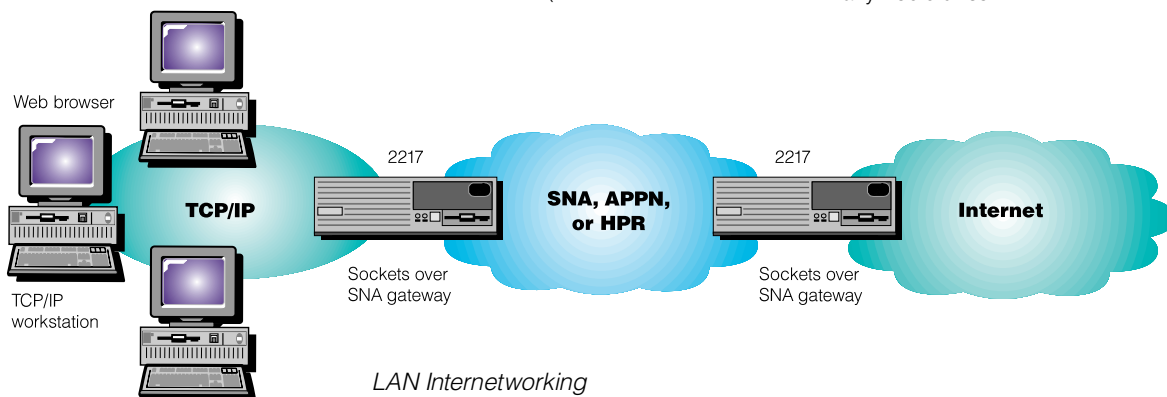 Web browser
TCP/IP
TCP/IP
workstation
2217
Sockets over
SNA gateway
SNA, APPN,
or HPR
2217
Sockets over
SNA gateway
Internet
LAN Internetworking